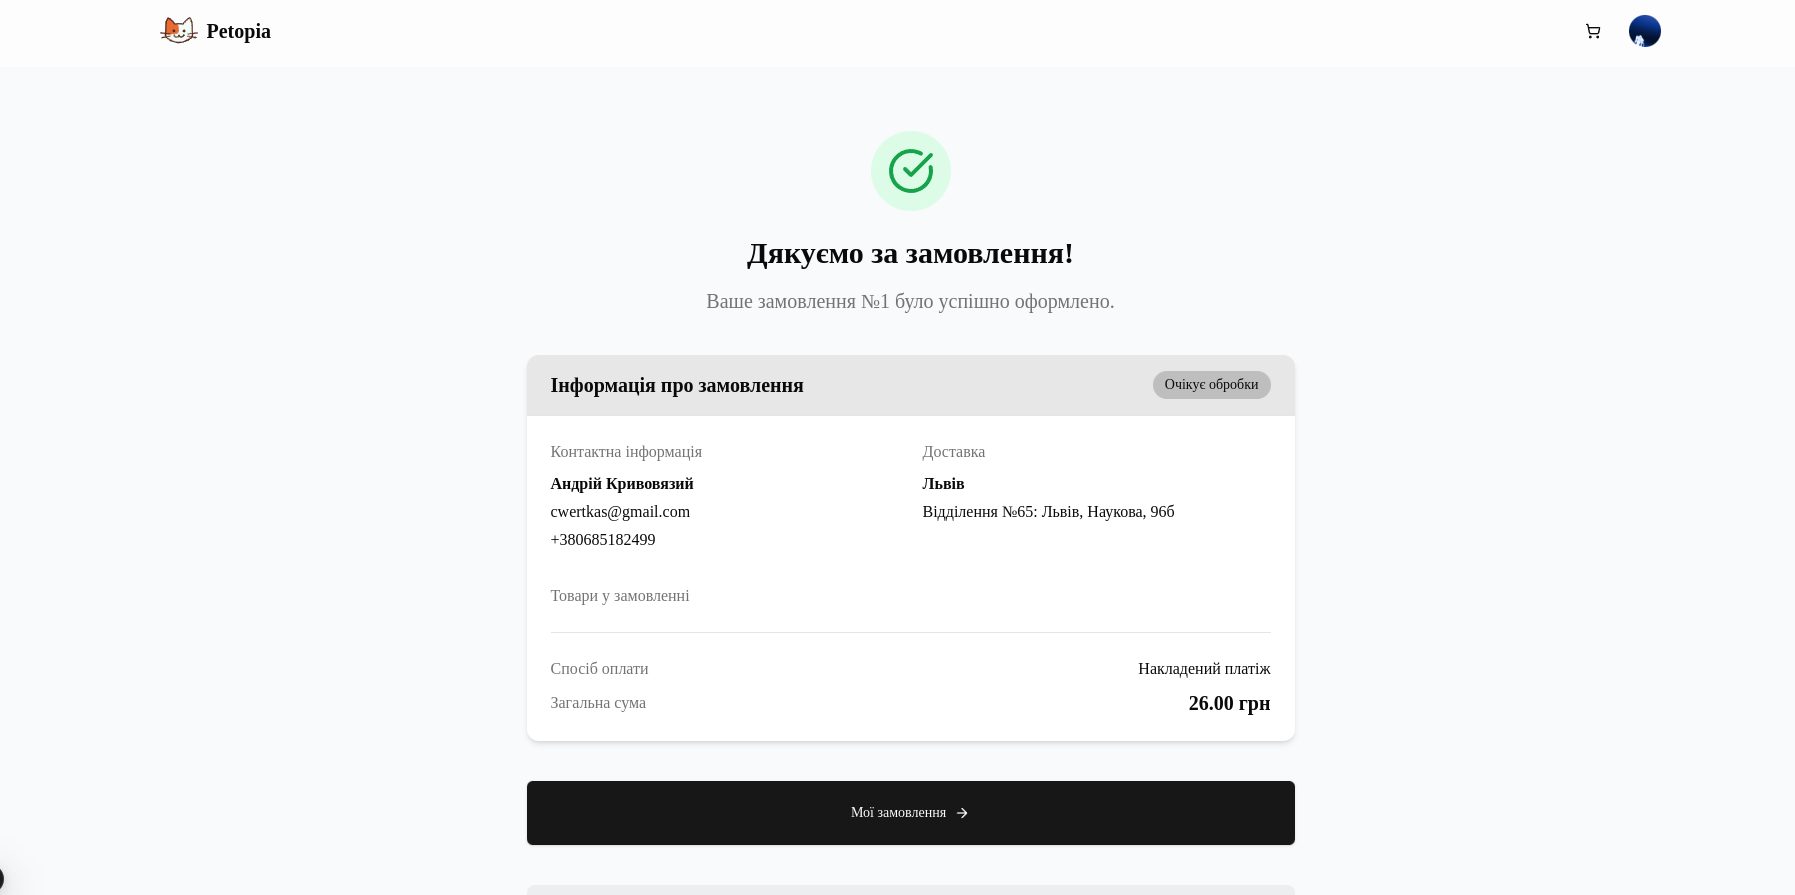 Petopia
Дякуємо за замовлення!
Ваше замовлення №1 було успішно оформлено.
Інформація про замовлення
Очікує обробки
Контактна інформація
Андрій Кривовязий
cwertkas@gmail.com
+380685182499
Доставка
Львів
Відділення №65: Львів, Наукова, 96б
Товари у замовленні
Спосіб оплати
Накладений платіж
Загальна сума
26.00 грн
Мої замовлення